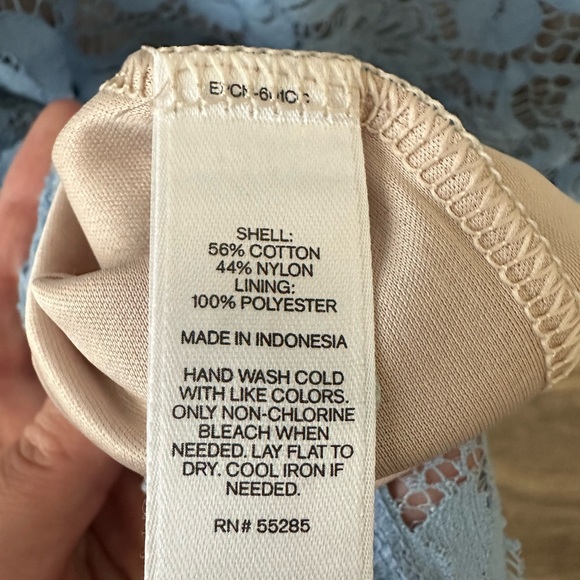 SHELL:
56% COTTON
44% NYLON
LINING:
100% POLYESTER
MADE IN INDONESIA
HAND WASH COLD
WITH LIKE COLORS.
ONLY NON-CHLORINE
BLEACH WHEN
NEEDED. LAY FLAT TO
DRY. COOL IRON IF
NEEDED.
RN# 55285